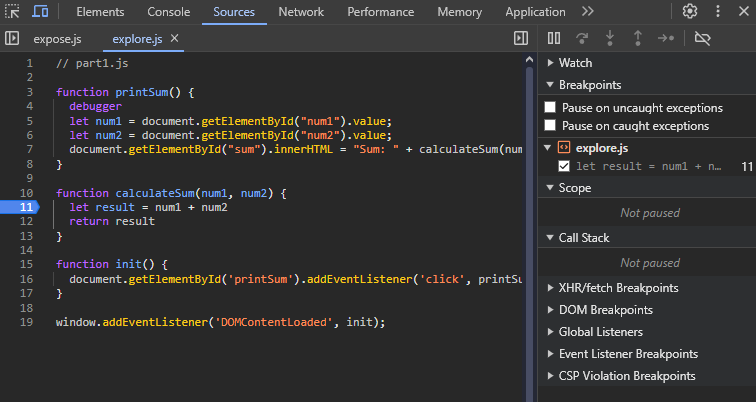 Elements Console Sources Network Performance Memory Application
expose.js explore.js
1 // part1.js
2
3 function printSum() {
4 debugger
5 let num1 = document.getElementById("num1").value;
6 let num2 = document.getElementById("num2").value;
7 document.getElementById("sum").innerHTML = "Sum: " + calculateSum(num
8 }
9
10 function calculateSum(num1, num2) {
11 let result = num1 + num2
12 return result
13 }
14
15 function init() {
16 document.getElementById('printSum').addEventListener('click', printSu
17 }
18
19 window.addEventListener('DOMContentLoaded', init);
Watch
Breakpoints
Pause on uncaught exceptions
Pause on caught exceptions
explore.js
let result = num1 + n… 11
Scope
Not paused
Call Stack
Not paused
XHR/fetch Breakpoints
DOM Breakpoints
Global Listeners
Event Listener Breakpoints
CSP Violation Breakpoints